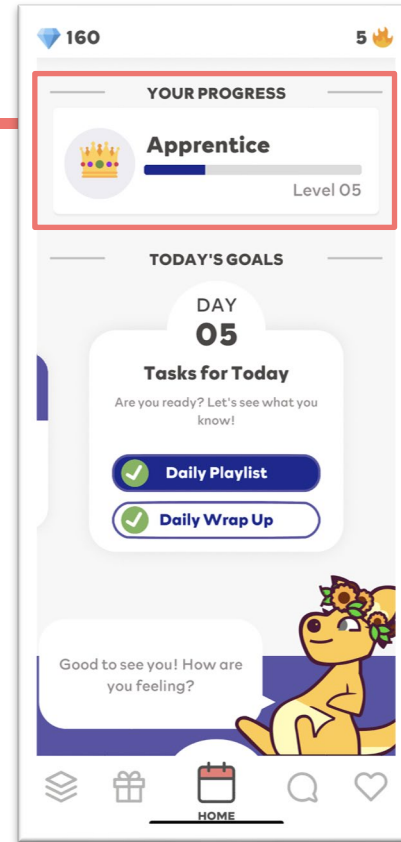 160
5
YOUR PROGRESS
Apprentice
Level 05
TODAY'S GOALS
DAY
05
Tasks for Today
Are you ready? Let's see what you
know!
Daily Playlist
Daily Wrap Up
Good to see you! How are
you feeling?
HOME